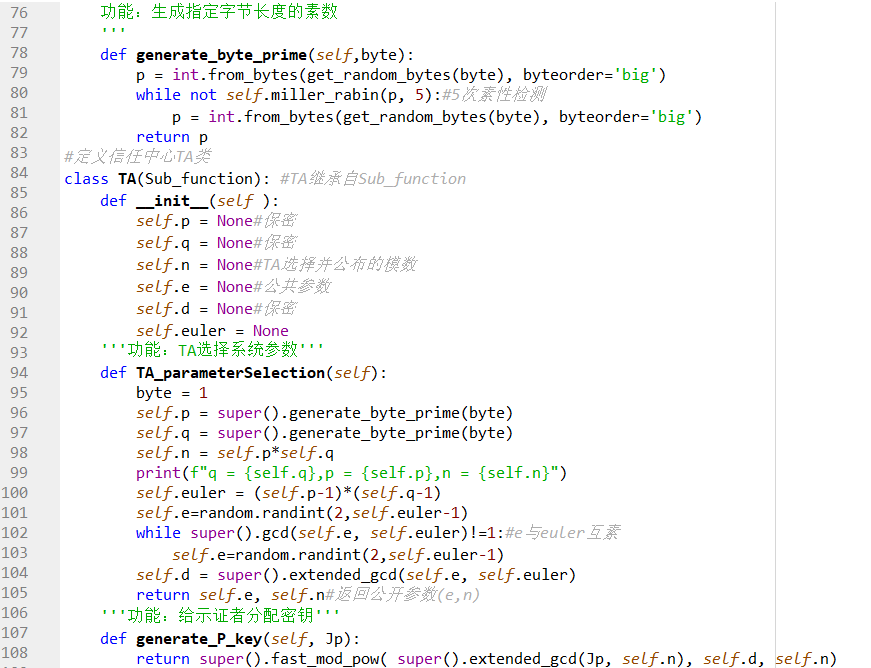 76 功能：生成指定字节长度的素数
77 '''
78 def generate_byte_prime(self,byte):
79 p = int.from_bytes(get_random_bytes(byte), byteorder='big')
80 while not self.miller_rabin(p, 5):#5次素性检测
81 p = int.from_bytes(get_random_bytes(byte), byteorder='big')
82 return p
83 #定义信任中心TA类
84 class TA(Sub_function): #TA继承自Sub_function
85 def __init__(self ):
86 self.p = None#保密
87 self.q = None#保密
88 self.n = None#TA选择并公布的模数
89 self.e = None#公共参数
90 self.d = None#保密
91 self.euler = None
92 '''功能：TA选择系统参数'''
93 def TA_parameterSelection(self):
94 byte = 1
95 self.p = super().generate_byte_prime(byte)
96 self.q = super().generate_byte_prime(byte)
97 self.n = self.p*self.q
98 print(f"q = {self.q},p = {self.p},n = {self.n}")
99 self.euler = (self.p-1)*(self.q-1)
100 self.e=random.randint(2,self.euler-1)
101 while super().gcd(self.e, self.euler)!=1:#e与euler互素
102 self.e=random.randint(2,self.euler-1)
103 self.d = super().extended_gcd(self.e, self.euler)
104 return self.e, self.n#返回公开参数(e,n)
105 '''功能：给示证者分配密钥'''
106 def generate_P_key(self, Jp):
107 return super().fast_mod_pow( super().extended_gcd(Jp, self.n), self.d, self.n)
108